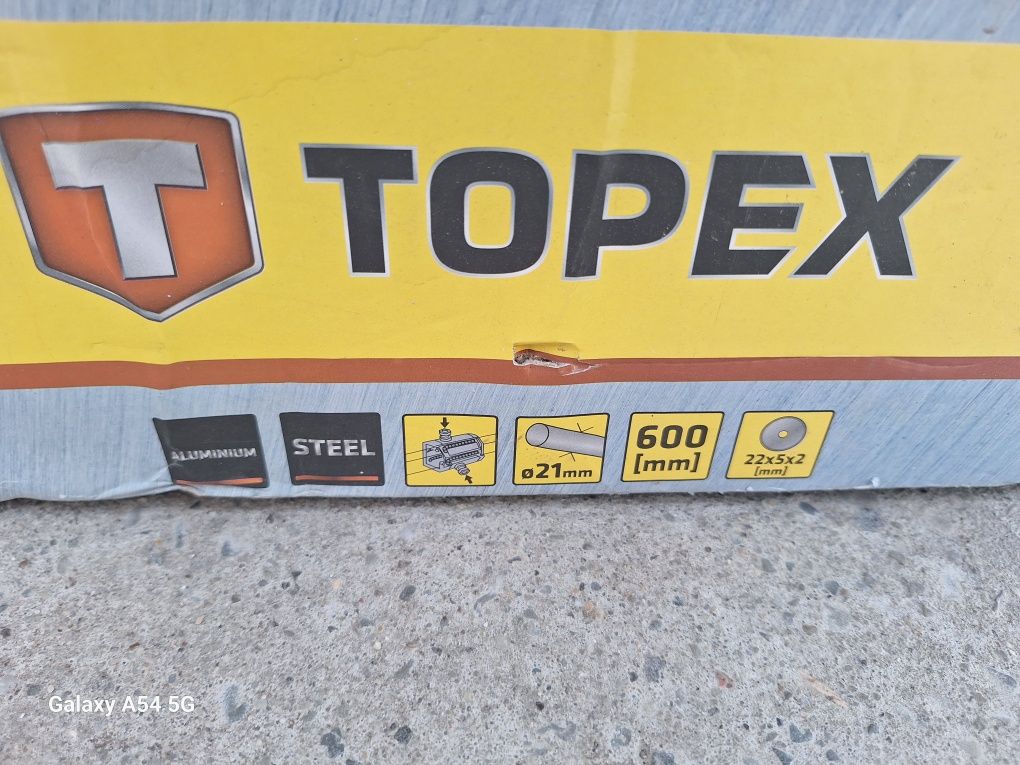 T TOPEX
ALUMINIUM
STEEL
ø21mm
600
[mm]
22x5x2
[mm]
Galaxy A54 5G